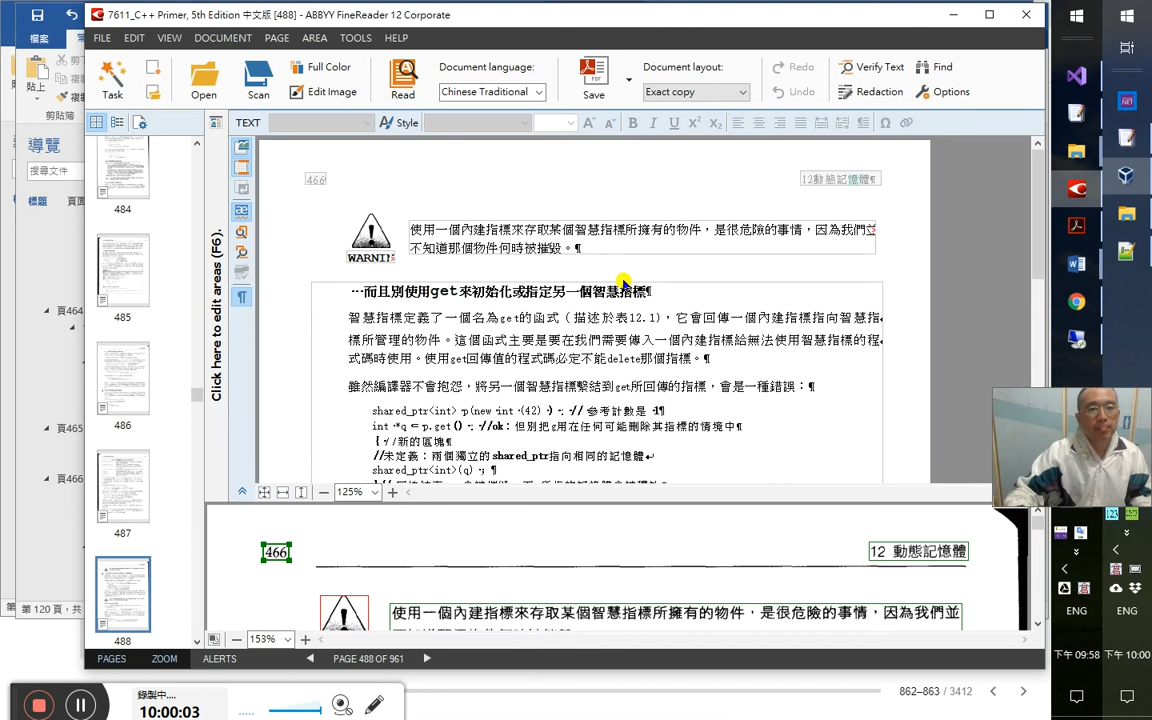 檔案
貼上
剪貼簿
導覽
搜尋文件
標題
頁面
頁464
頁465
頁466
第 120 頁，共
7611_C++ Primer, 5th Edition 中文版 [488] - ABBYY FineReader 12 Corporate
FILE EDIT VIEW DOCUMENT PAGE AREA TOOLS HELP
Task
Open
Scan
Full Color
Edit Image
Read
Document language:
Chinese Traditional
Save
Document layout:
Exact copy
Redo
Undo
Verify Text
Redaction
Find
Options
TEXT
Style
484
485
486
487
488
Click here to edit areas (F6).
466
12動態記憶體¶
WARNIN
使用一個內建指標來存取某個智慧指標所擁有的物件，是很危險的事情，因為我們並
不知道那個物件何時被摧毀。¶
…而且別使用get來初始化或指定另一個智慧指標¶
智慧指標定義了一個名為get的函式（描述於表12.1），它會回傳一個內建指標指向智慧指
標所管理的物件。這個函式主要是要在我們需要傳入一個內建指標給無法使用智慧指標的程
式碼時使用。使用get回傳值的程式碼必定不能delete那個指標。¶
雖然編譯器不會抱怨，將另一個智慧指標繫結到get所回傳的指標，會是一種錯誤：¶
shared_ptr<int> p(new int (42) ) ; // 參考計數是 1¶
int *q = p.get() ; //ok：但別把g用在任何可能刪除其指標的情境中¶
{ //新的區塊¶
//未定義：兩個獨立的shared_ptr指向相同的記憶體
shared_ptr<int>(q) ; ¶
125%
466
12 動態記憶體
使用一個內建指標來存取某個智慧指標所擁有的物件，是很危險的事情，因為我們並
153%
PAGES ZOOM ALERTS
PAGE 488 OF 961
錄製中....
10:00:03
862–863 / 3412
ENG
ENG
下午 09:58
下午 10:00